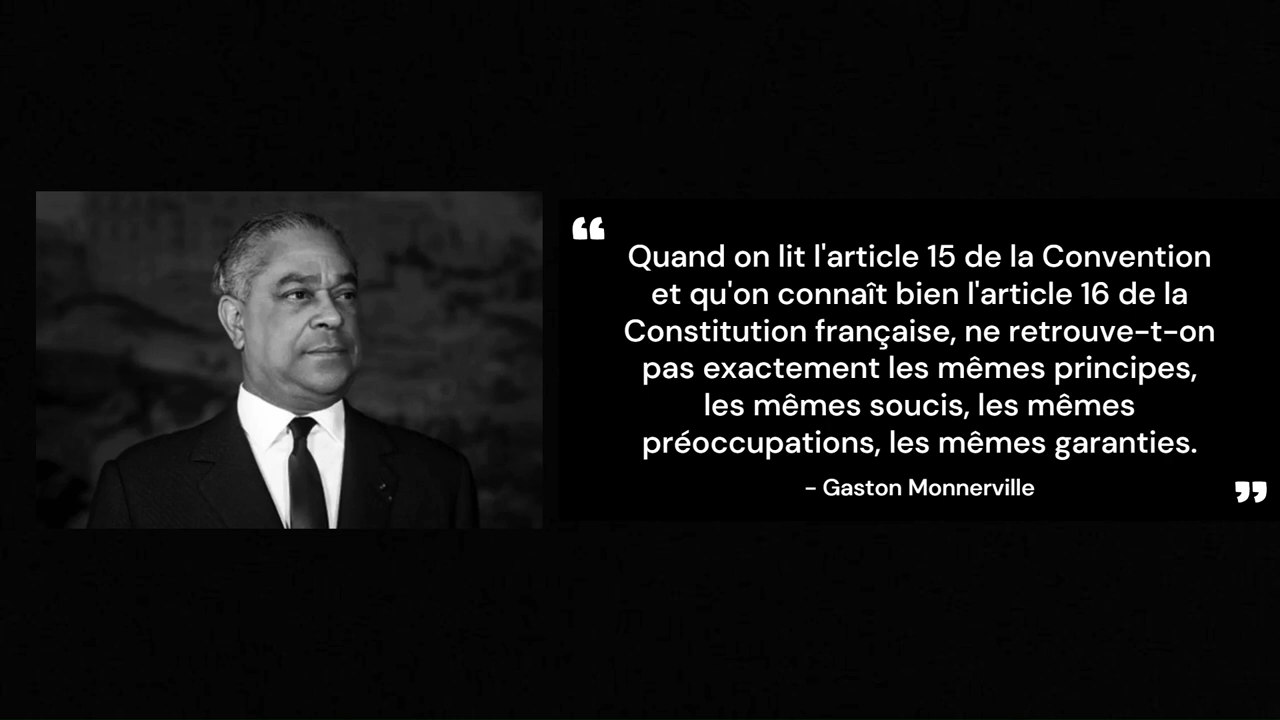 “
Quand on lit l'article 15 de la Convention
et qu'on connaît bien l'article 16 de la
Constitution française, ne retrouve-t-on
pas exactement les mêmes principes,
les mêmes soucis, les mêmes
préoccupations, les mêmes garanties.
– Gaston Monnerville
”